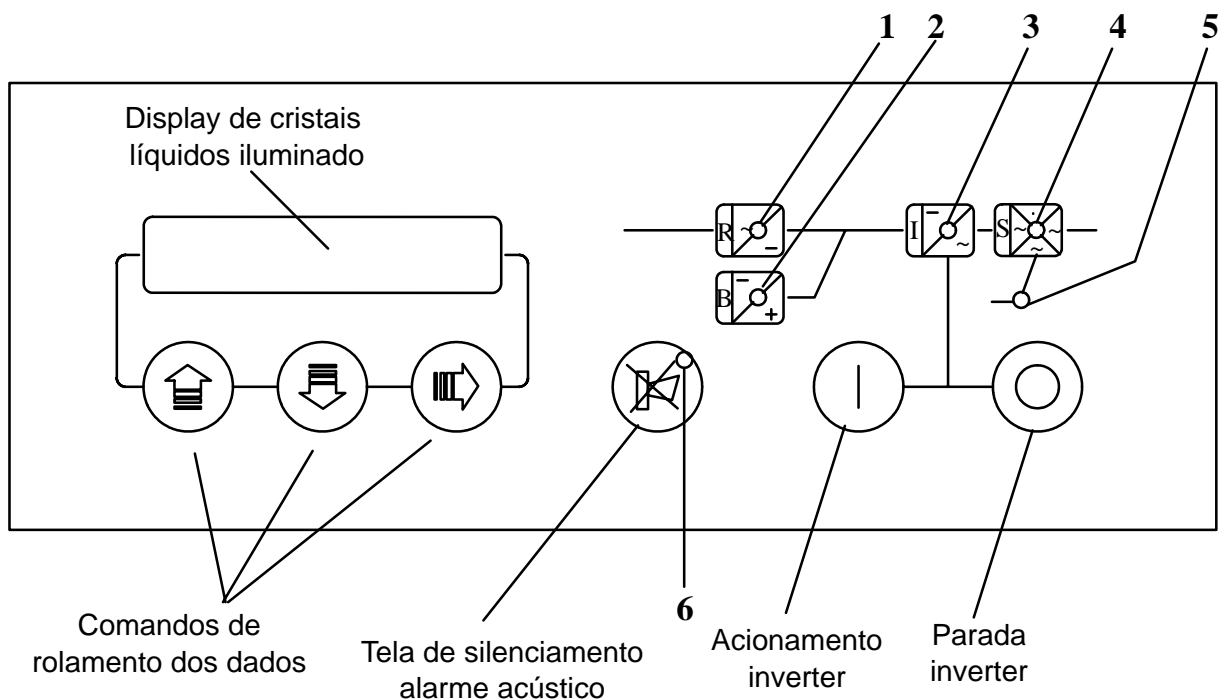 1
2
3
4
5
Display de cristais
líquidos iluminado
R ~ -
I - ~
S ~ ~ ~
B - +
6
Comandos de
rolamento dos dados
Tela de silenciamento
alarme acústico
Acionamento
inverter
Parada
inverter